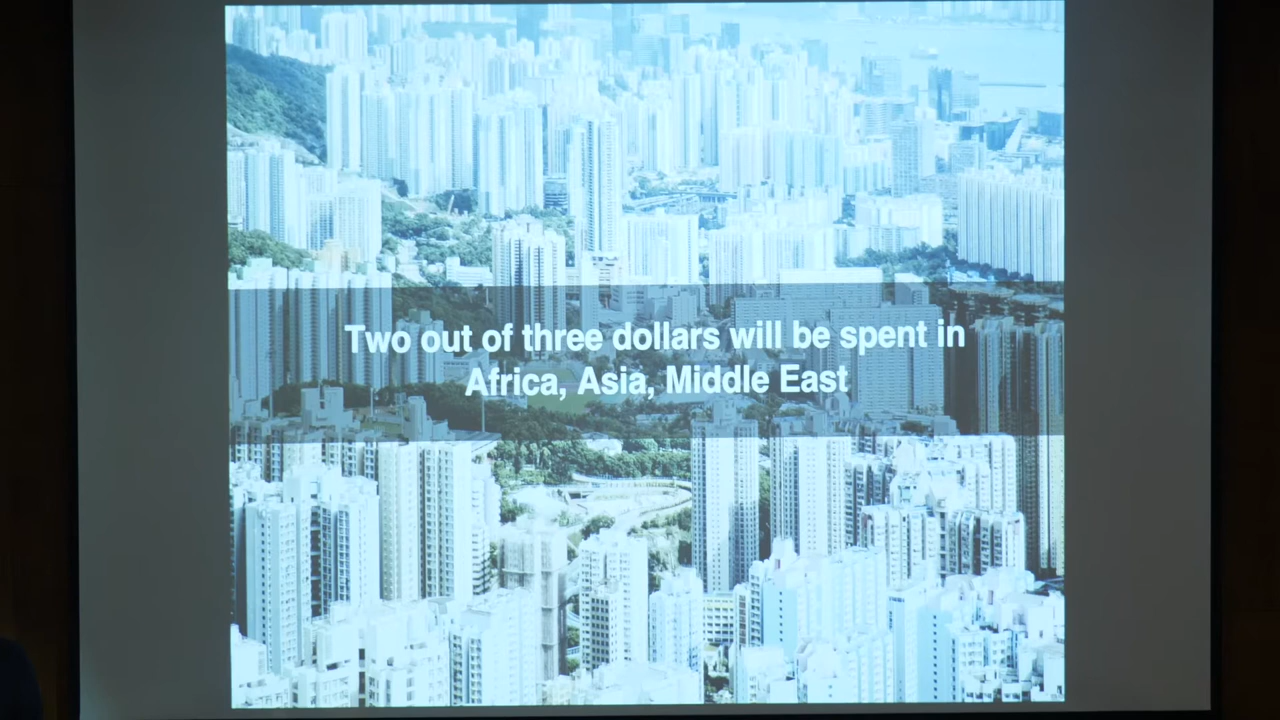 Two out of three dollars will be spent in
Africa, Asia, Middle East